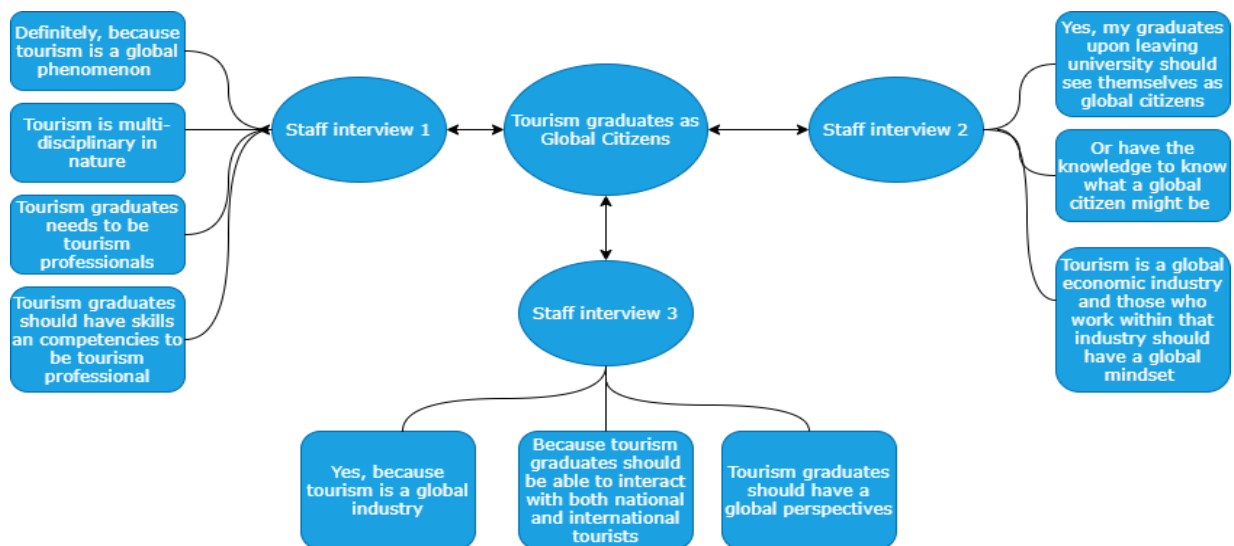 Definitely, because
tourism is a global
phenomenon
Tourism is multi-
disciplinary in
nature
Tourism graduates
needs to be
tourism
professionals
Tourism graduates
should have skills
an competencies to
be tourism
professional
Staff interview 1
Tourism graduates as
Global Citizens
Staff interview 2
Yes, my graduates
upon leaving
university should
see themselves as
global citizens
Or have the
knowledge to know
what a global
citizen might be
Tourism is a global
economic industry
and those who
work within that
industry should
have a global
mindset
Staff interview 3
Yes, because
tourism is a global
industry
Because tourism
graduates should
be able to interact
with both national
and international
tourists
Tourism graduates
should have a
global perspectives